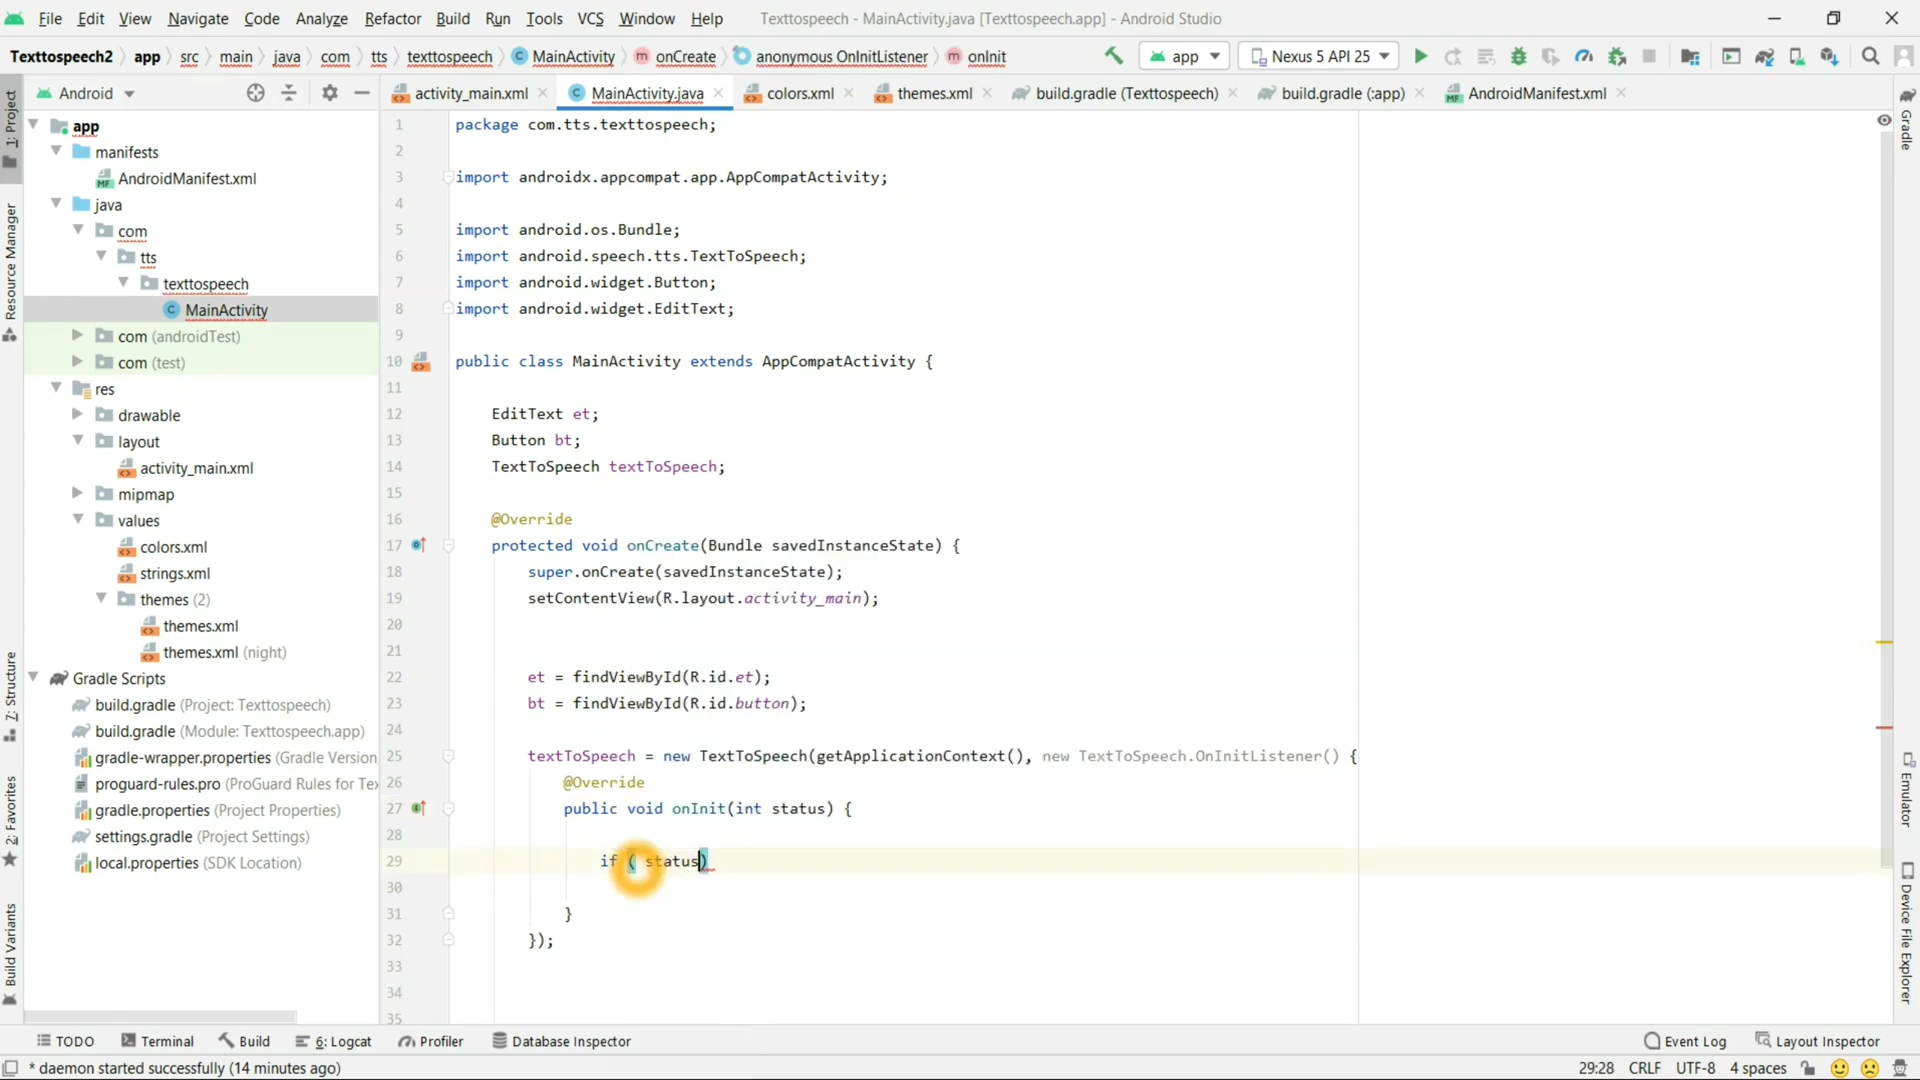 File Edit View Navigate Code Analyze Refactor Build Run Tools VCS Window Help Texttospeech - MainActivity.java [Texttospeech.app] - Android Studio
Texttospeech2 app src main java com tts texttospeech MainActivity onCreate anonymous OnInitListener onInit app Nexus 5 API 25
Android
activity_main.xml MainActivity.java colors.xml themes.xml build.gradle (Texttospeech) build.gradle (:app) AndroidManifest.xml
1: Project
Resource Manager
7: Structure
2: Favorites
Build Variants
app
manifests
AndroidManifest.xml
java
com
tts
texttospeech
MainActivity
com (androidTest)
com (test)
res
drawable
layout
activity_main.xml
mipmap
values
colors.xml
strings.xml
themes (2)
themes.xml
themes.xml (night)
Gradle Scripts
build.gradle (Project: Texttospeech)
build.gradle (Module: Texttospeech.app)
gradle-wrapper.properties (Gradle Version
proguard-rules.pro (ProGuard Rules for Tex
gradle.properties (Project Properties)
settings.gradle (Project Settings)
local.properties (SDK Location)
1 package com.tts.texttospeech;
2
3 import androidx.appcompat.app.AppCompatActivity;
4
5 import android.os.Bundle;
6 import android.speech.tts.TextToSpeech;
7 import android.widget.Button;
8 import android.widget.EditText;
9
10 public class MainActivity extends AppCompatActivity {
11
12 EditText et;
13 Button bt;
14 TextToSpeech textToSpeech;
15
16 @Override
17 protected void onCreate(Bundle savedInstanceState) {
18 super.onCreate(savedInstanceState);
19 setContentView(R.layout.activity_main);
20
21
22 et = findViewById(R.id.et);
23 bt = findViewById(R.id.button);
24
25 textToSpeech = new TextToSpeech(getApplicationContext(), new TextToSpeech.OnInitListener() {
26 @Override
27 public void onInit(int status) {
28
29 if ( status)
30
31 }
32 });
33
34
35
Gradle
Emulator
Device File Explorer
TODO Terminal Build 6: Logcat Profiler Database Inspector Event Log Layout Inspector
* daemon started successfully (14 minutes ago) 29:28 CRLF UTF-8 4 spaces